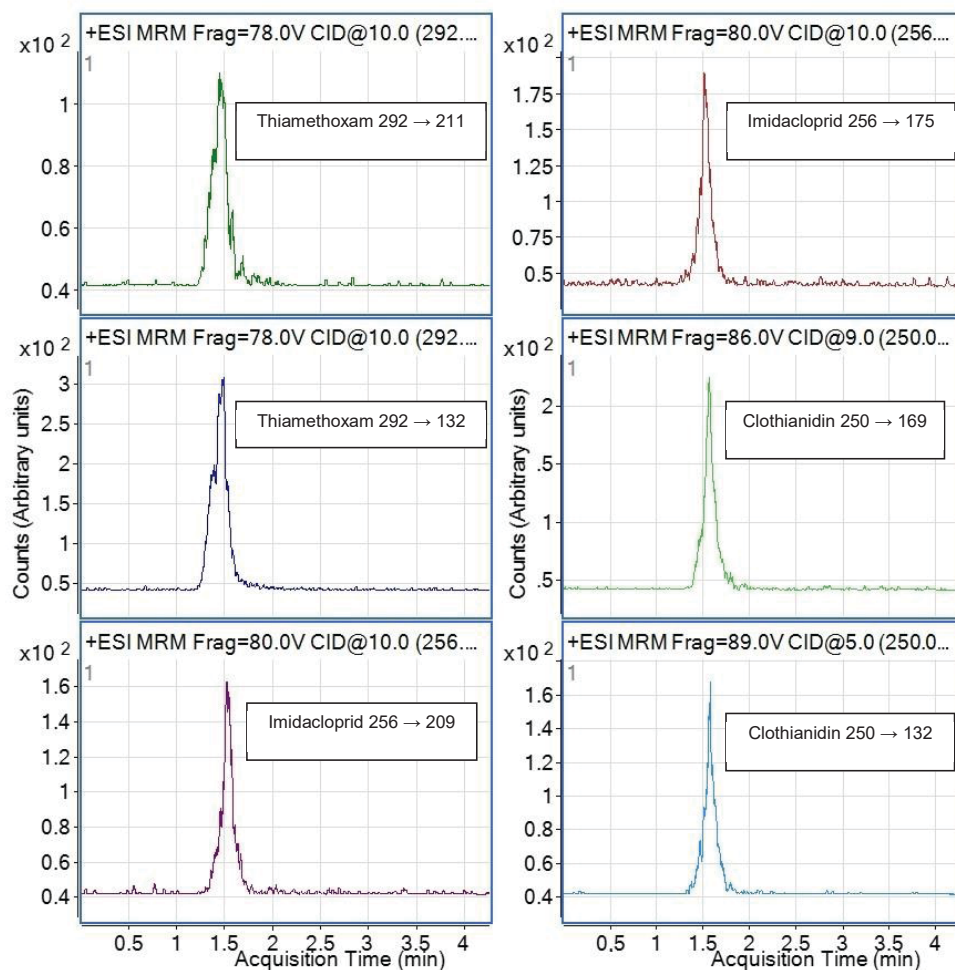 +ESI MRM Frag=78.0V CID@10.0 (292....
x10 2
1
1
0.8
0.6
0.4
Thiamethoxam 292 → 211
+ESI MRM Frag=80.0V CID@10.0 (256....
x10 2
1
1.75
1.5
1.25
1
0.75
0.5
Imidacloprid 256 → 175
+ESI MRM Frag=78.0V CID@10.0 (292....
x10 2
1
3
2.5
2
1.5
1
0.5
Thiamethoxam 292 → 132
+ESI MRM Frag=86.0V CID@9.0 (250.0...
x10 2
1
2
.5
1
.5
Clothianidin 250 → 169
Counts (Arbitrary units)
Counts (Arbitrary units)
+ESI MRM Frag=80.0V CID@10.0 (256....
x10 2
1
1.6
1.4
1.2
1
0.8
0.6
0.4
Imidacloprid 256 → 209
+ESI MRM Frag=89.0V CID@5.0 (250.0...
x10 2
1
1.6
1.4
1.2
1
0.8
0.6
0.4
Clothianidin 250 → 132
0.5 1 1.5 2 2.5 3 3.5 4
Acquisition Time (min)
0.5 1 1.5 2 2.5 3 3.5 4
Acquisition Time (min)